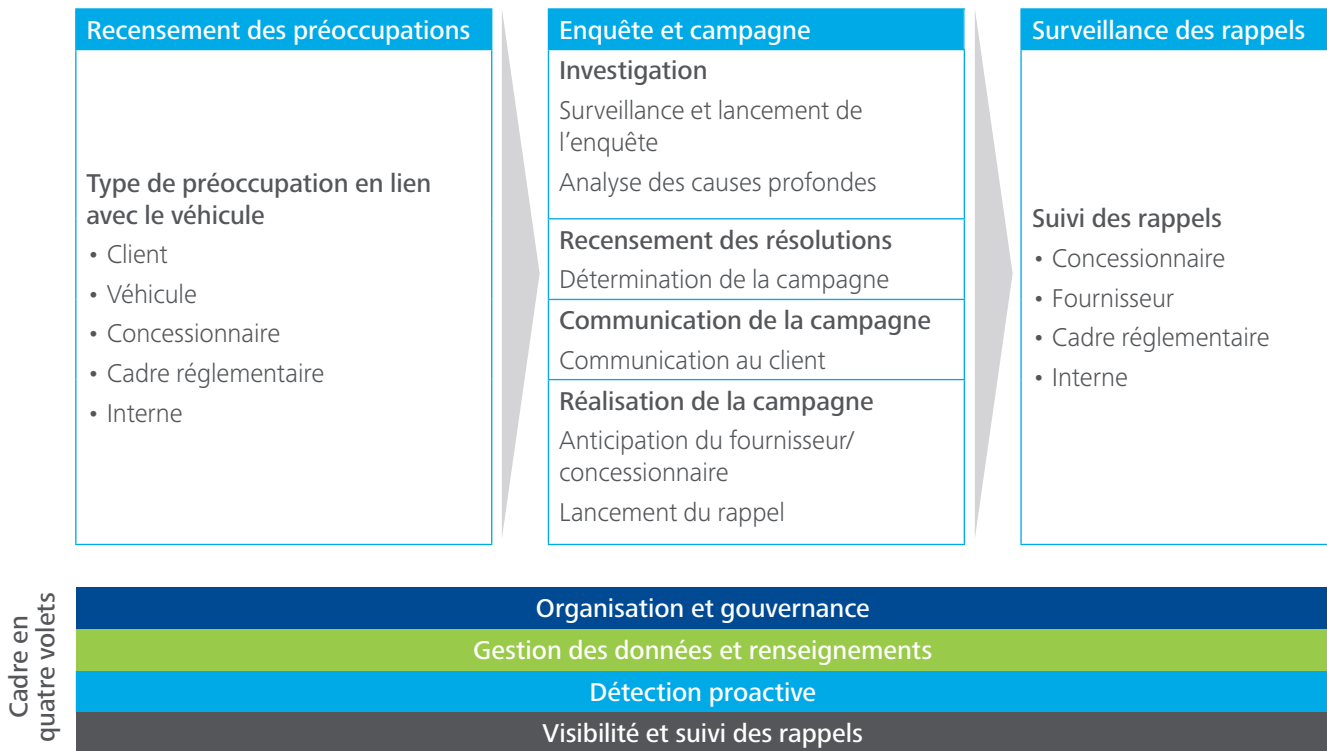 Recensement des préoccupations
Type de préoccupation en lien
avec le véhicule
• Client
• Véhicule
• Concessionnaire
• Cadre réglementaire
• Interne
Enquête et campagne
Investigation
Surveillance et lancement de
l'enquête
Analyse des causes profondes
Recensement des résolutions
Détermination de la campagne
Communication de la campagne
Communication au client
Réalisation de la campagne
Anticipation du fournisseur/
concessionnaire
Lancement du rappel
Surveillance des rappels
Suivi des rappels
• Concessionnaire
• Fournisseur
• Cadre réglementaire
• Interne
Cadre en
quatre volets
Organisation et gouvernance
Gestion des données et renseignements
Détection proactive
Visibilité et suivi des rappels